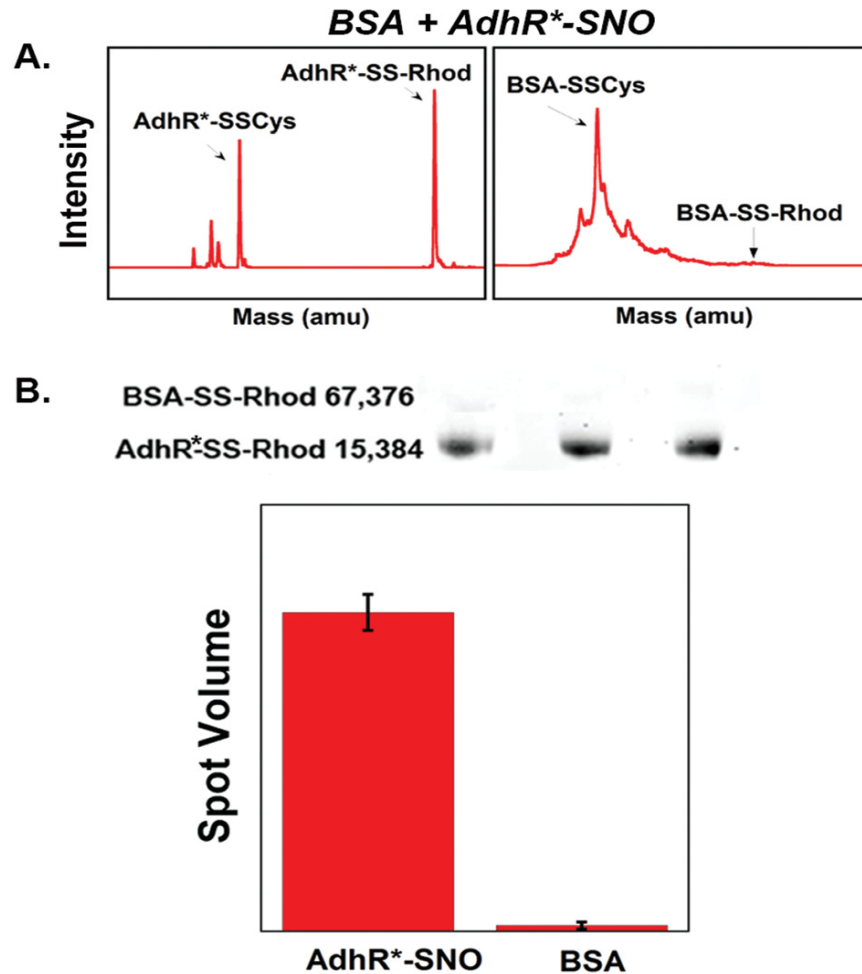 BSA + AdhR*-SNO
A.
AdhR*-SS-Rhod
AdhR*-SSCys
BSA-SSCys
BSA-SS-Rhod
Intensity
Mass (amu)
Mass (amu)
B.
BSA-SS-Rhod 67,376
AdhR*-SS-Rhod 15,384
Spot Volume
AdhR*-SNO
BSA